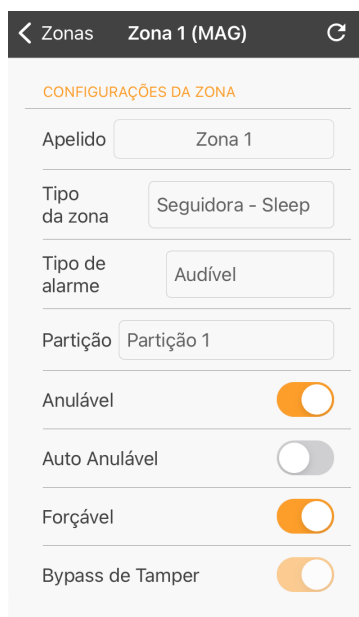 Zonas Zona 1 (MAG)
CONFIGURAÇÕES DA ZONA
Apelido Zona 1
Tipo
da zona
Seguidora - Sleep
Tipo de
alarme
Audível
Partição Partição 1
Anulável
Auto Anulável
Forçável
Bypass de Tamper